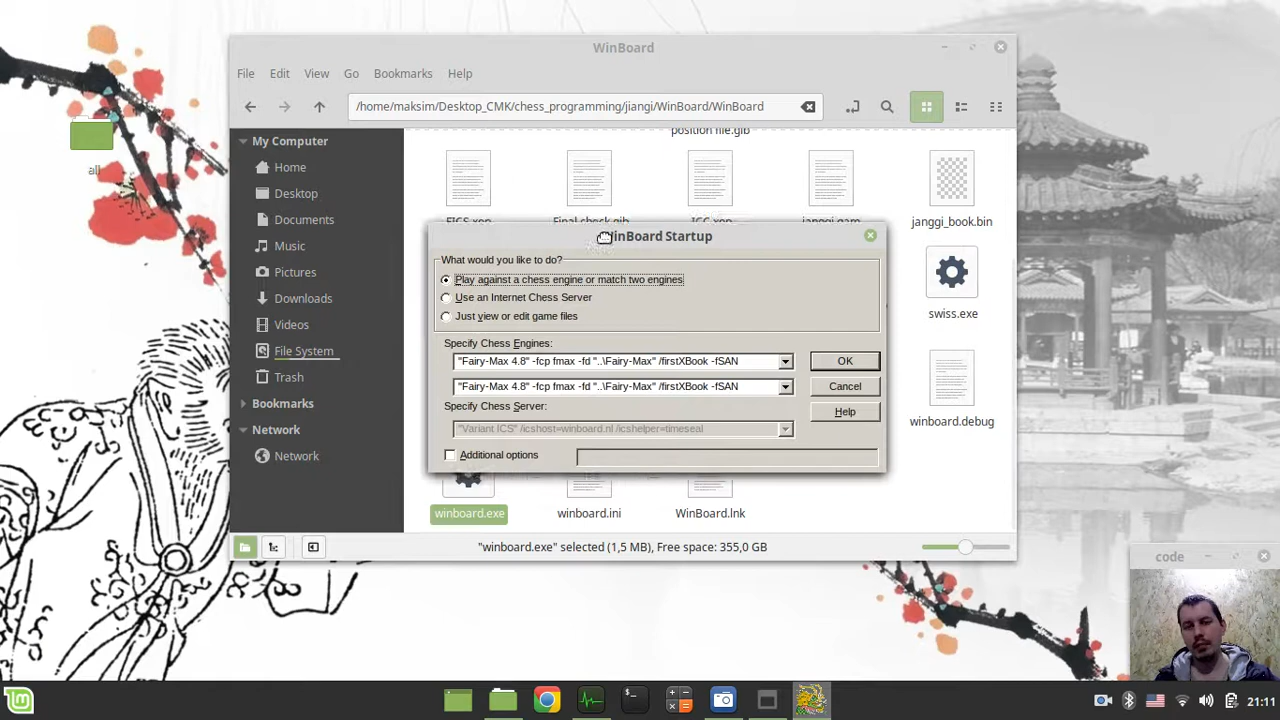 WinBoard
File Edit View Go Bookmarks Help
/home/maksim/Desktop_CMK/chess_programming/jiangi/WinBoard/WinBoard
My Computer
Home
Desktop
Documents
Music
Pictures
Downloads
Videos
File System
Trash
Bookmarks
Network
Network
position file.gib
janggi_book.bin
swiss.exe
winboard.debug
winboard.exe
winboard.ini
WinBoard.lnk
"winboard.exe" selected (1,5 MB), Free space: 355,0 GB
WinBoard Startup
What would you like to do?
Play against a chess engine or match two engines
Use an Internet Chess Server
Just view or edit game files
Specify Chess Engines:
"Fairy-Max 4.8" -fcp fmax -fd "..\Fairy-Max" /firstXBook -fSAN
OK
"Fairy-Max 4.8" -fcp fmax -fd "..\Fairy-Max" /firstXBook -fSAN
Cancel
Specify Chess Server:
Help
"Variant ICS" /icshost=winboard.nl /icshelper=timeseal
Additional options
all
code
21:11